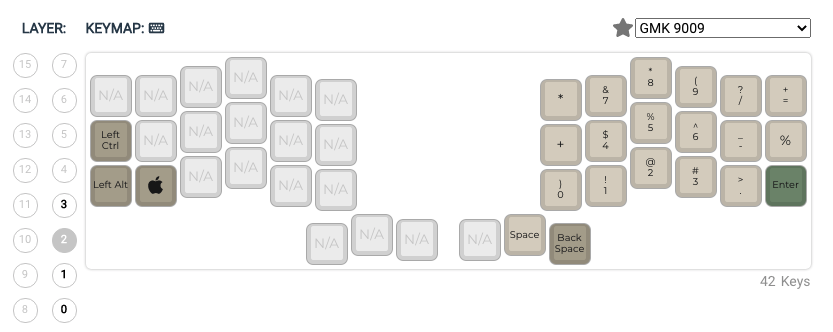 LAYER: KEYMAP: GMK 9009
15 7
14 6
13 5
12 4
11 3
10 2
9 1
8 0
N/A N/A N/A N/A N/A N/A * & 7 * 8 ( 9 ? / + =
Left Ctrl N/A N/A N/A N/A N/A + $ 4 % 5 ^ 6 _ - %
Left Alt N/A N/A N/A N/A ) 0 ! 1 @ 2 # 3 > . Enter
N/A N/A N/A N/A Space Back Space
42 Keys